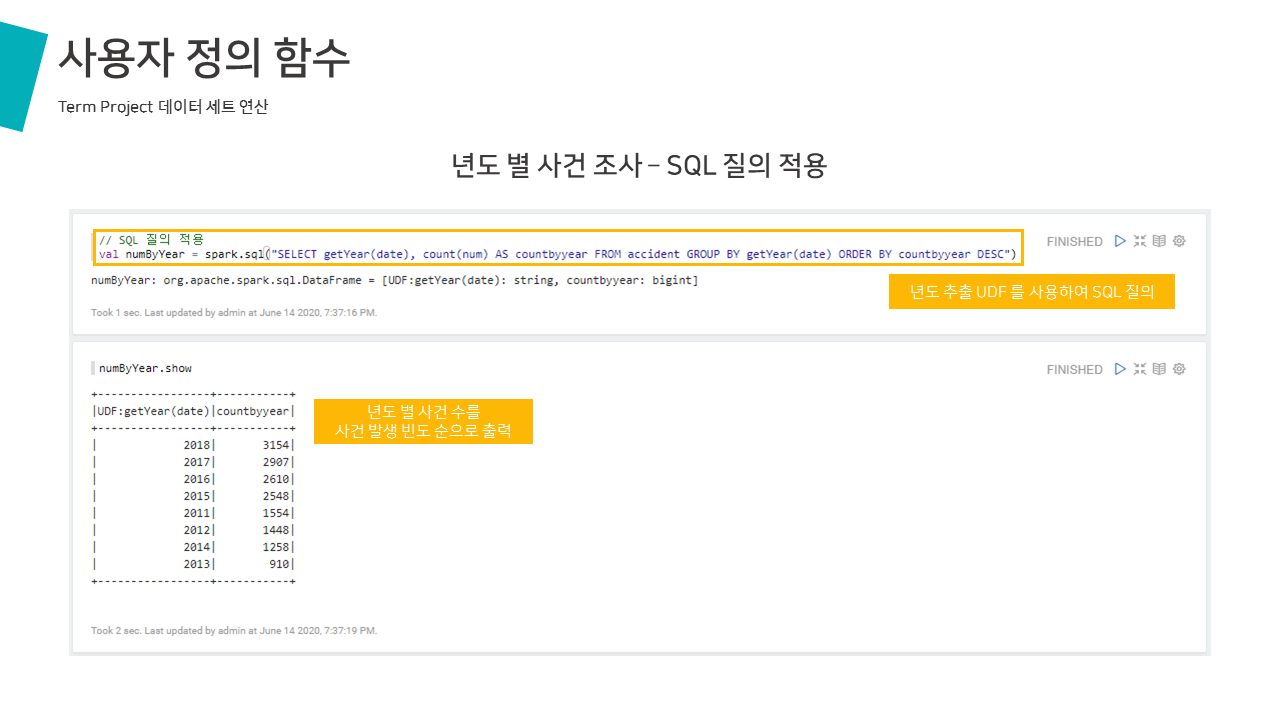 사용자 정의 함수
Term Project 데이터 세트 연산
년도 별 사건 조사 – SQL 질의 적용
// SQL 질의 적용
val numByYear = spark.sql("SELECT getYear(date), count(num) AS countbyyear FROM accident GROUP BY getYear(date) ORDER BY countbyyear DESC")
FINISHED
numByYear: org.apache.spark.sql.DataFrame = [UDF:getYear(date): string, countbyyear: bigint]
년도 추출 UDF 를 사용하여 SQL 질의
Took 1 sec. Last updated by admin at June 14 2020, 7:37:16 PM.
numByYear.show
FINISHED
+-----------------+-----------+
|UDF:getYear(date)|countbyyear|
+-----------------+-----------+
|             2018|       3154|
|             2017|       2907|
|             2016|       2610|
|             2015|       2548|
|             2011|       1554|
|             2012|       1448|
|             2014|       1258|
|             2013|        910|
+-----------------+-----------+
년도 별 사건 수를
사건 발생 빈도 순으로 출력
Took 2 sec. Last updated by admin at June 14 2020, 7:37:19 PM.